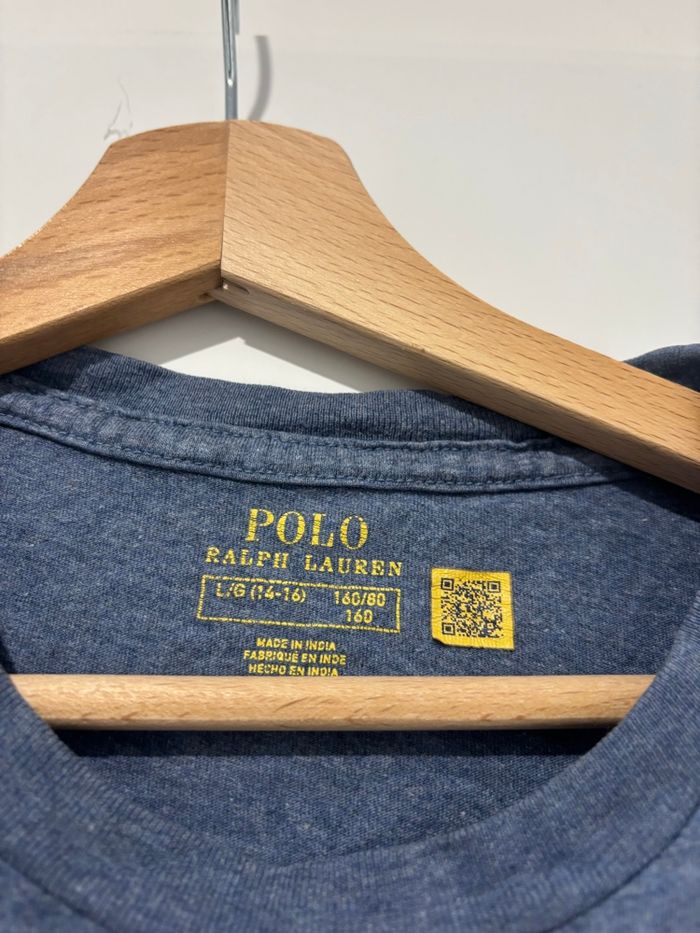 POLO
RALPH LAUREN
L/G (14-16) 160/80
160
MADE IN INDIA
FABRIQUÉ EN INDE
HECHO EN INDIA